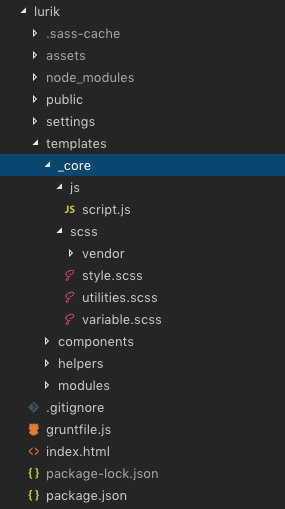 lurik
.sass-cache
assets
node_modules
public
settings
templates
_core
js
JS script.js
scss
vendor
style.scss
utilities.scss
variable.scss
components
helpers
modules
.gitignore
gruntfile.js
index.html
package-lock.json
package.json